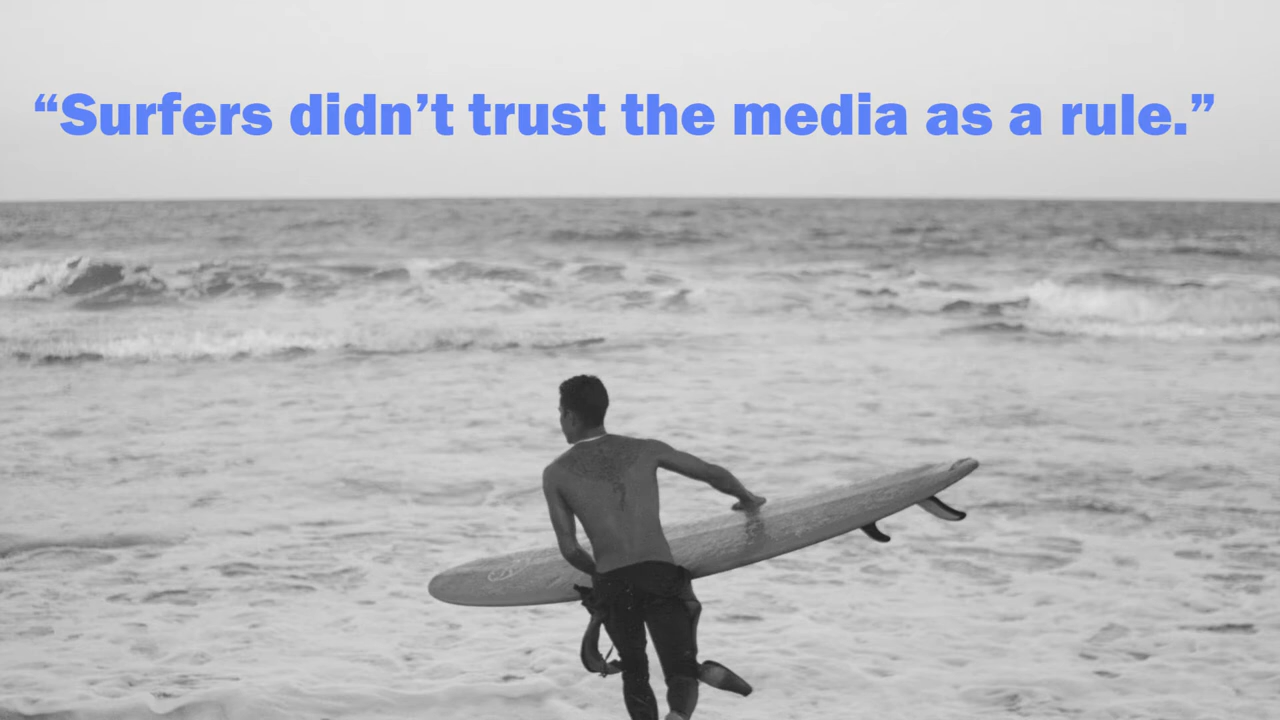 “Surfers didn’t trust the media as a rule.”